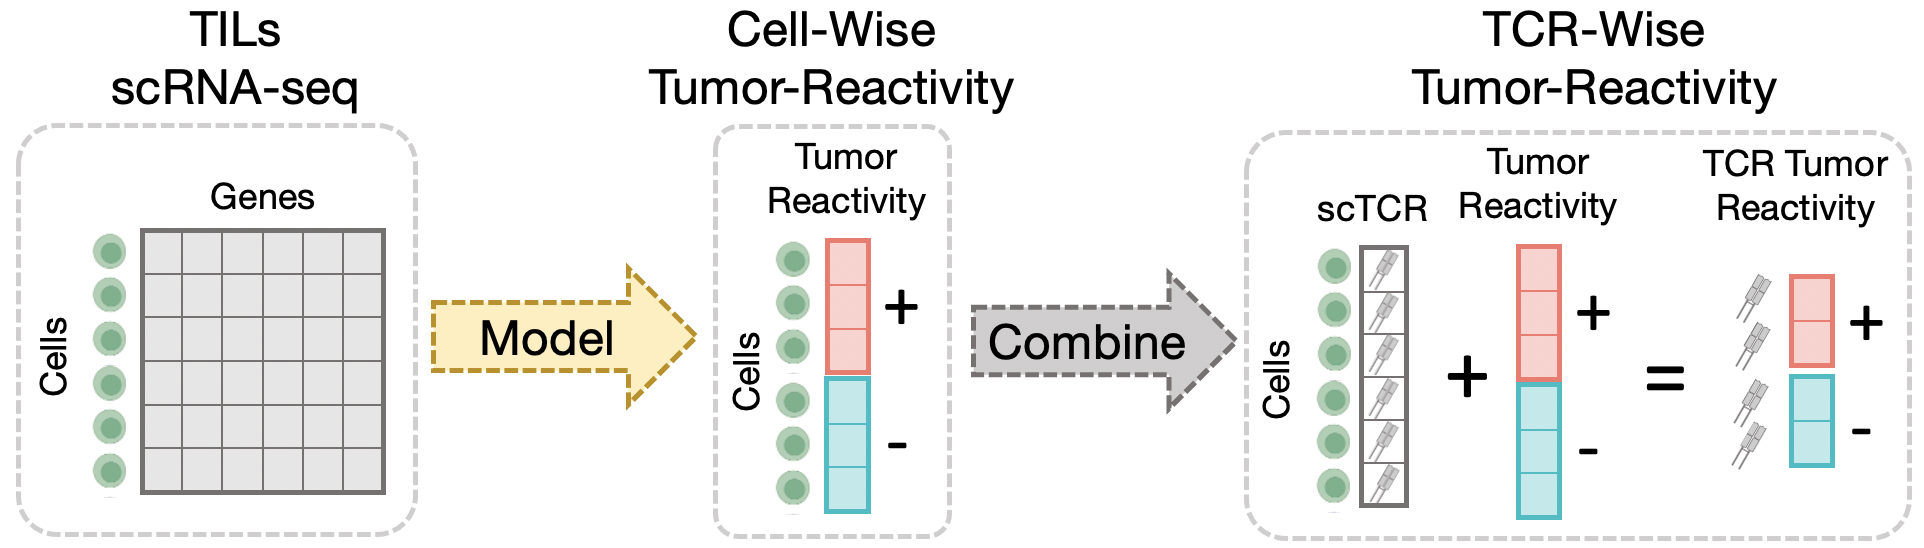 TILs
scRNA-seq
Genes
Cells
Model
Cell-Wise
Tumor-Reactivity
Tumor
Reactivity
Cells
+
-
Combine
TCR-Wise
Tumor-Reactivity
scTCR
Cells
+
Tumor
Reactivity
+
-
=
TCR Tumor
Reactivity
+
-